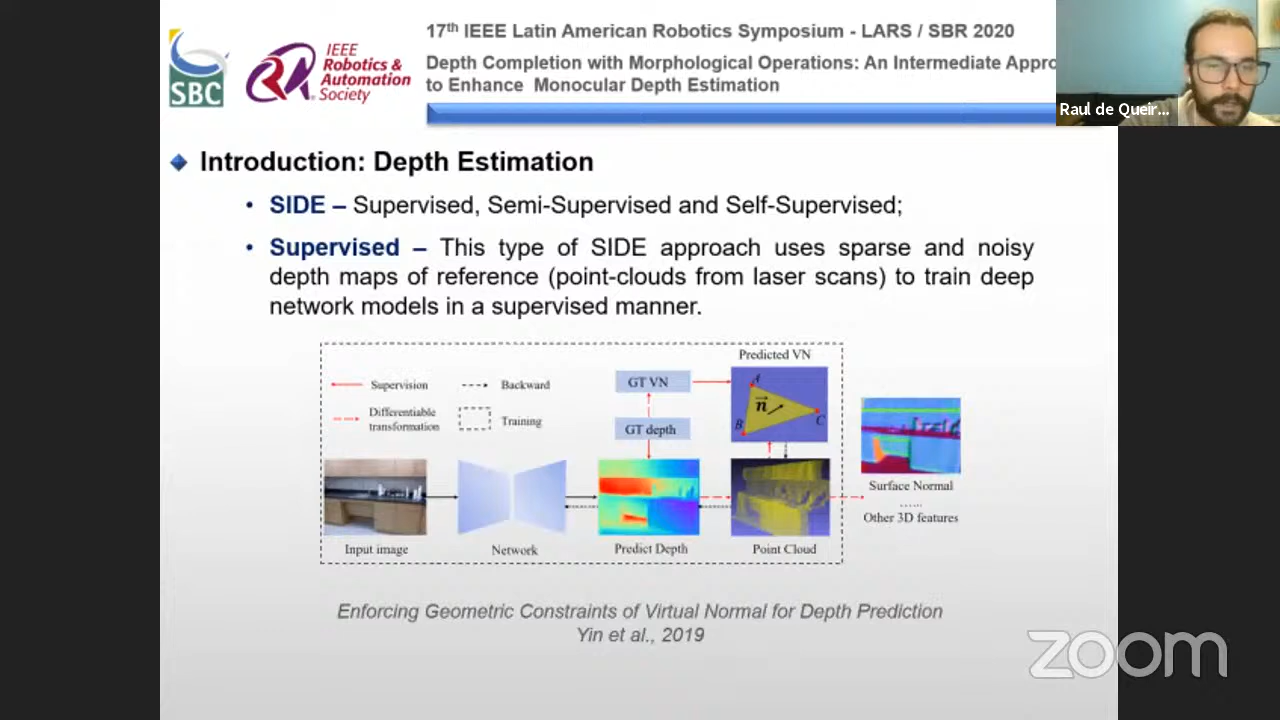 17th IEEE Latin American Robotics Symposium - LARS / SBR 2020
Depth Completion with Morphological Operations: An Intermediate Appro
to Enhance Monocular Depth Estimation
SBC
IEEE
Robotics &
Automation
Society
Raul de Queir...
Introduction: Depth Estimation
• SIDE – Supervised, Semi-Supervised and Self-Supervised;
• Supervised – This type of SIDE approach uses sparse and noisy
depth maps of reference (point-clouds from laser scans) to train deep
network models in a supervised manner.
Predicted VN
Supervision
Backward
GT VN
Differentiable
transformation
Training
GT depth
A
n
B
C
Surface Normal
......
Other 3D features
Input image
Network
Predict Depth
Point Cloud
Enforcing Geometric Constraints of Virtual Normal for Depth Prediction
Yin et al., 2019
zoom